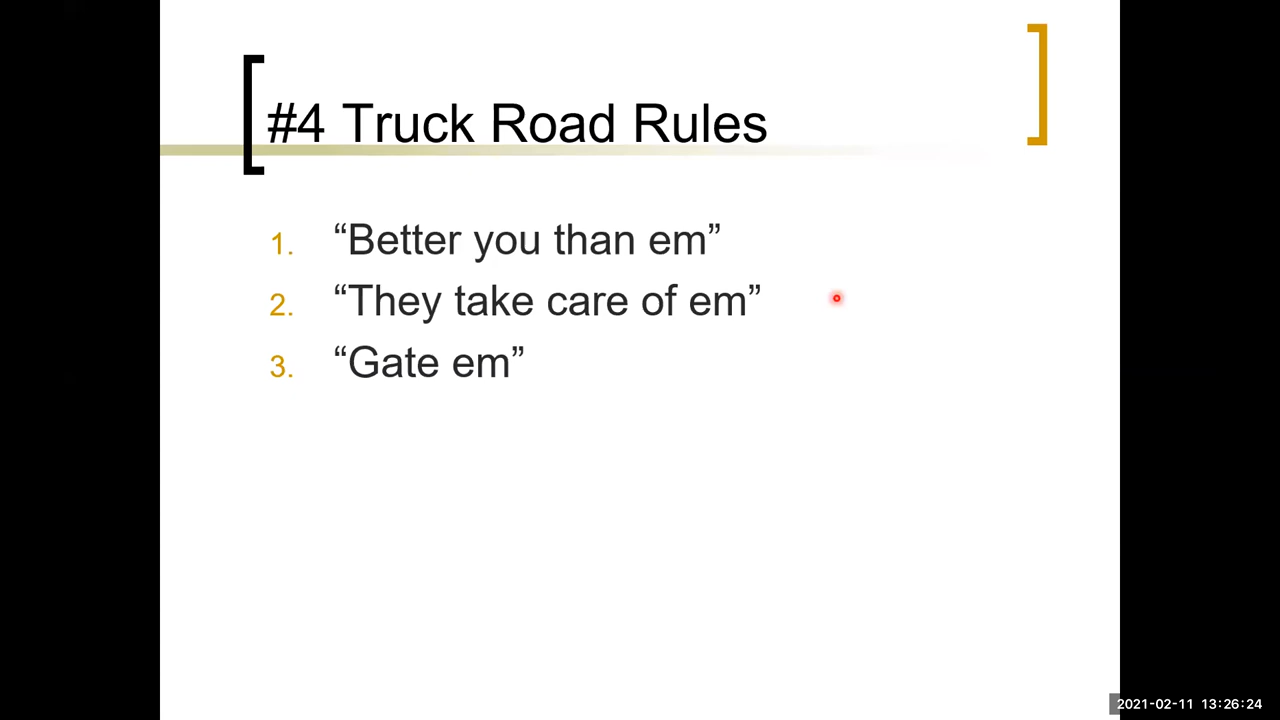 #4 Truck Road Rules
1. “Better you than em”
2. “They take care of em”
3. “Gate em”
2021-02-11 13:26:24